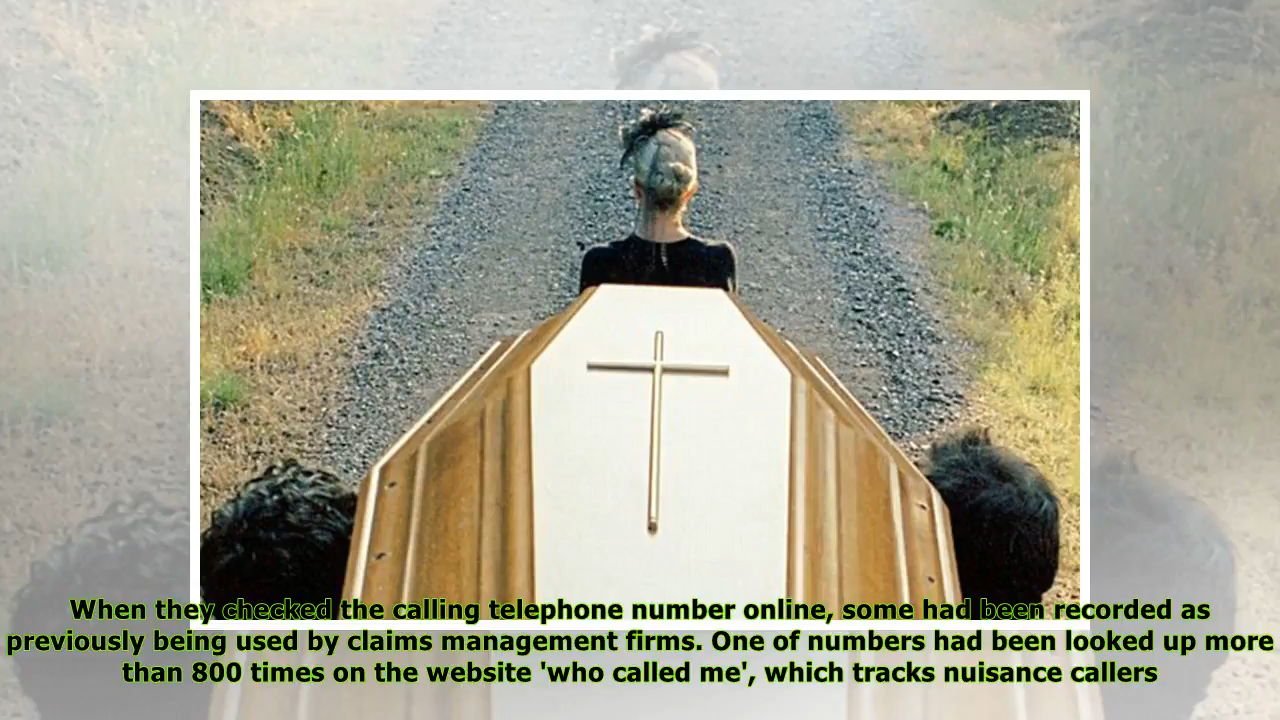 When they checked the calling telephone number online, some had been recorded as
previously being used by claims management firms. One of numbers had been looked up more
than 800 times on the website 'who called me', which tracks nuisance callers